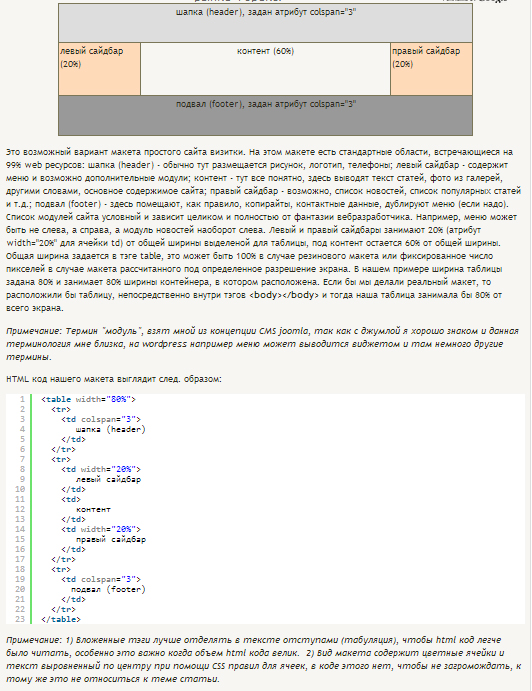 шапка (header), задан атрибут colspan="3"
левый сайдбар
(20%)
контент (60%)
правый сайдбар
(20%)
подвал (footer), задан атрибут colspan="3"
Это возможный вариант макета простого сайта визитки. На этом макете есть стандартные области, встречающиеся на
99% web ресурсов: шапка (header) - обычно тут размещается рисунок, логотип, телефоны; левый сайдбар - содержит
меню и возможно дополнительные модули; контент - тут все понятно, здесь выводят текст статей, фото из галерей,
другими словами, основное содержимое сайта; правый сайдбар - возможно, список новостей, список популярных статей
и т.д.; подвал (footer) - здесь помещают, как правило, копирайты, контактные данные, дублируют меню (если надо).
Список модулей сайта условный и зависит целиком и полностью от фантазии вебразработчика. Например, меню может
быть не слева, а справа, а модуль новостей наоборот слева. Левый и правый сайдбары занимают 20% (атрибут
width="20%" для ячейки td) от общей ширины выделеной для таблицы, под контент остается 60% от общей ширины.
Общая ширина задается в тэге table, это может быть 100% в случае резинового макета или фиксированное число
пикселей в случае макета рассчитанного под определенное разрешение экрана. В нашем примере ширина таблицы
задана 80% и занимает 80% ширины контейнера, в котором расположена. Если бы мы делали реальный макет, то
расположили бы таблицу, непосредственно внутри тэгов <body></body> и тогда наша таблица занимала бы 80% от
всего экрана.
Примечание: Термин "модуль", взят мной из концепции CMS joomla, так как с джумлой я хорошо знаком и данная
терминология мне близка, на wordpress например меню может выводится виджетом и там немного другие
термины.
HTML код нашего макета выглядит след. образом:
1 <table width="80%">
2 <tr>
3 <td colspan="3">
4 шапка (header)
5 </td>
6 </tr>
7 <tr>
8 <td width="20%">
9 левый сайдбар
10 </td>
11 <td>
12 контент
13 </td>
14 <td width="20%">
15 правый сайдбар
16 </td>
17 </tr>
18 <tr>
19 <td colspan="3">
20 подвал (footer)
21 </td>
22 </tr>
23 </table>
Примечание: 1) Вложенные тэги лучше отделять в тексте отступами (табуляция), чтобы html код легче
было читать, особенно это важно когда объем html кода велик. 2) Вид макета содержит цветные ячейки и
текст выровненный по центру при помощи CSS правил для ячеек, в коде этого нет, чтобы не загромождать, к
тому же это не относиться к теме статьи.